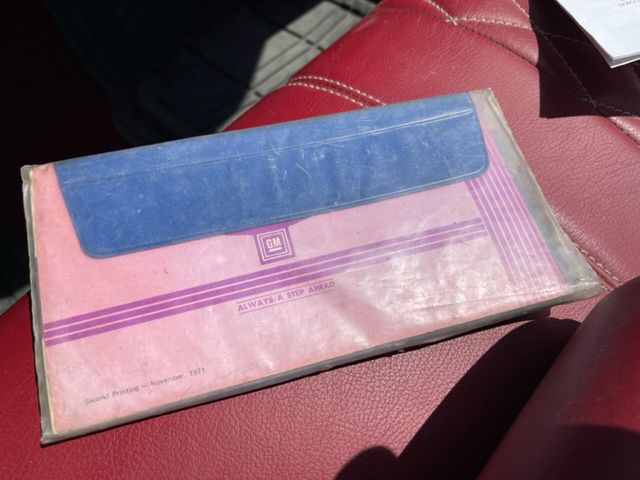 GM
ALWAYS A STEP AHEAD
Second Printing — November, 1971